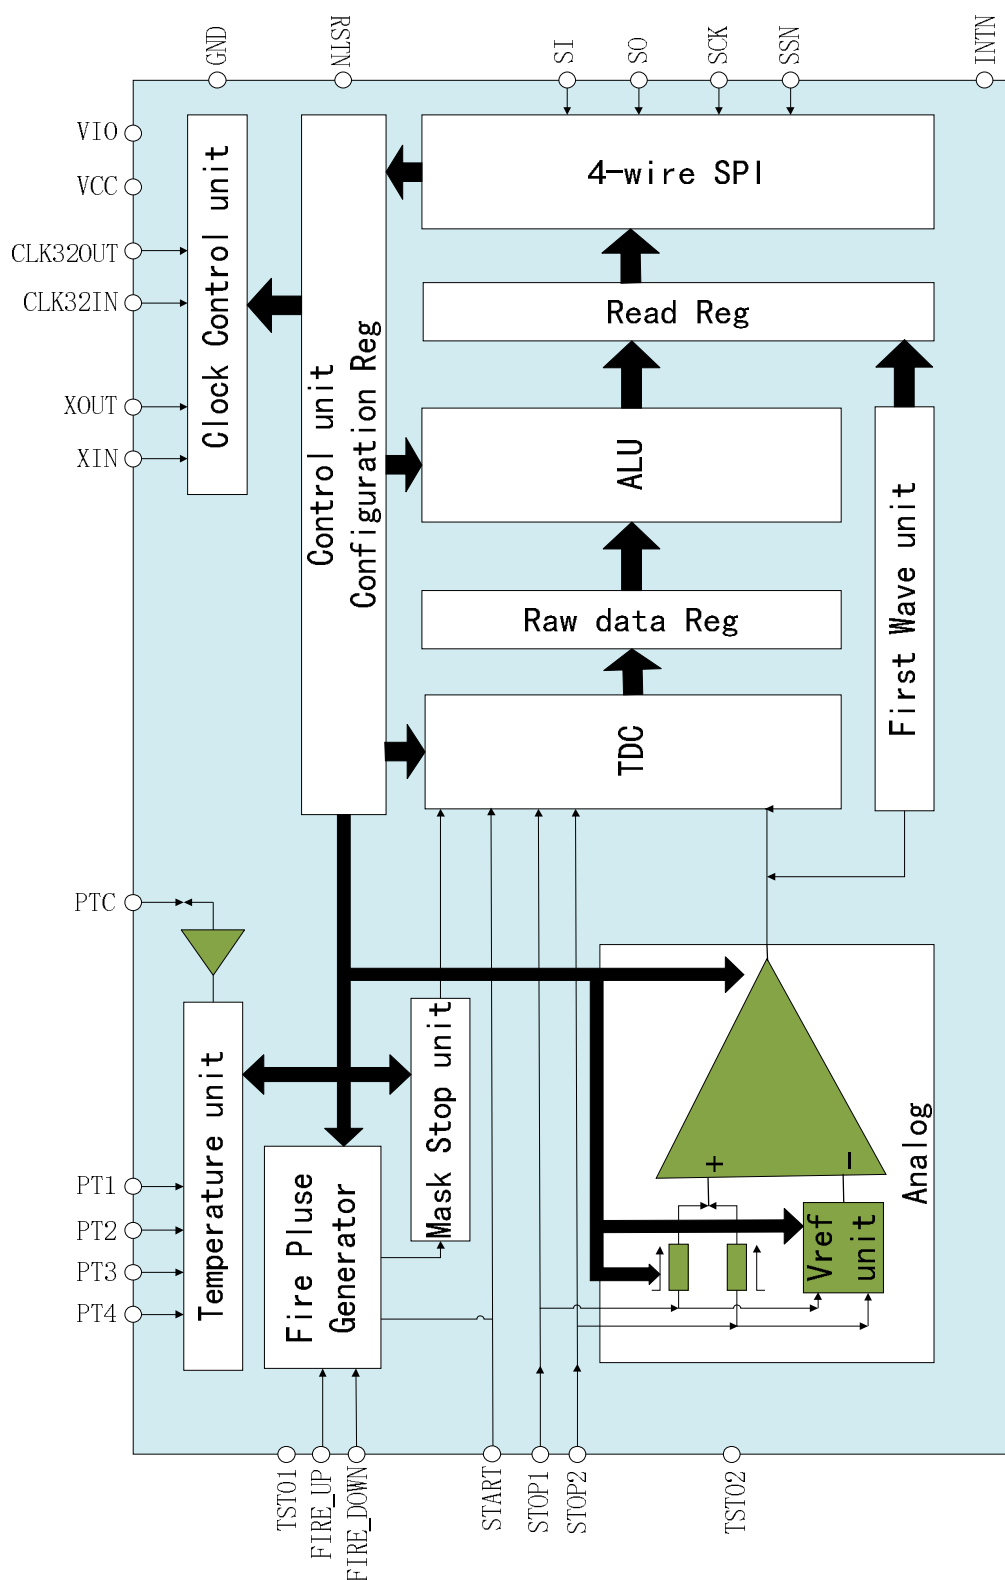 GND
RSTN
SI
SO
SCK
SSN
INTN
VIO
VCC
CLK32OUT
CLK32IN
XOUT
XIN
PTC
PT1
PT2
PT3
PT4
Clock Control unit
Control unit
Configuration Reg
4-wire SPI
Read Reg
ALU
Raw data Reg
TDC
First Wave unit
Temperature unit
Fire Pluse
Generator
Mask Stop unit
+
−
Vref
unit
Analog
TSTO1
FIRE_UP
FIRE_DOWN
START
STOP1
STOP2
TSTO2